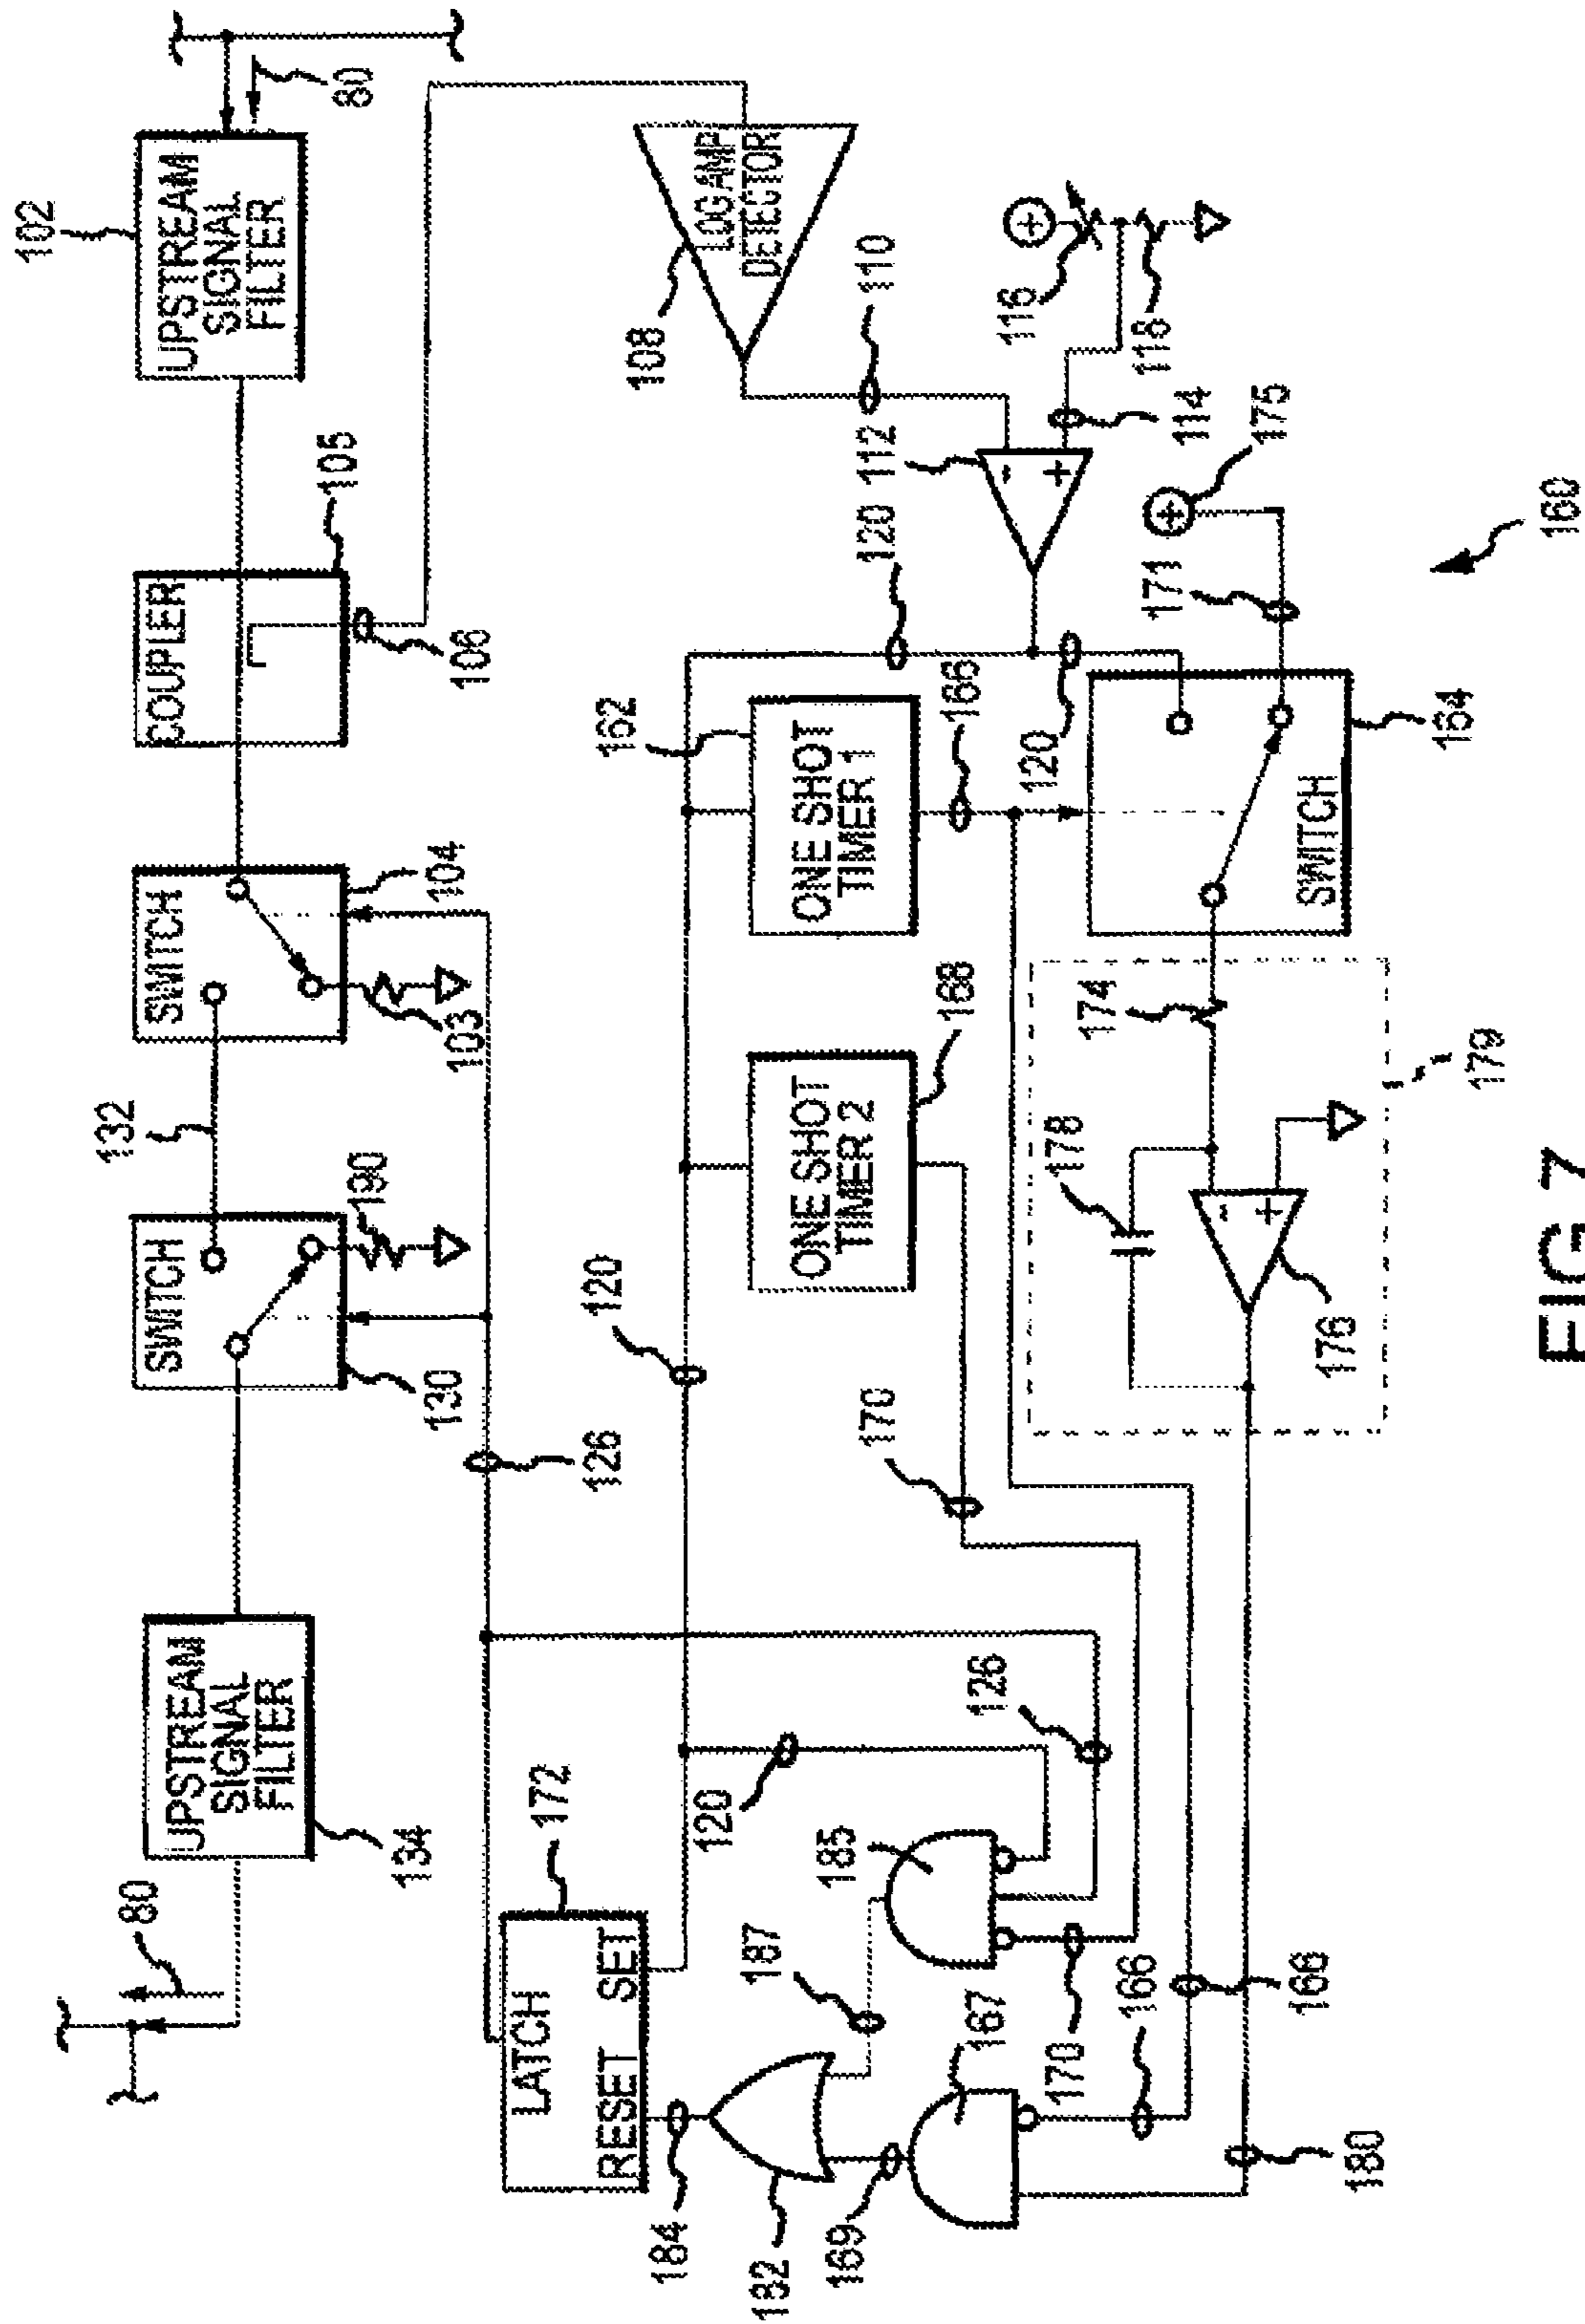 102
UPSTREAM
SIGNAL
FILTER
80
COUPLER
105
106
SWITCH
104
103
132
SWITCH
190
130
126
UPSTREAM
SIGNAL
FILTER
134
80
LOG AMP
DETECTOR
108
110
116
118
112
114
120
175
171
120
166
162
ONE SHOT
TIMER 1
164
SWITCH
168
ONE SHOT
TIMER 2
120
170
174
178
176
179
172
LATCH
RESET SET
120
126
185
187
184
182
169
167
170
166
166
180
160
FIG. 7